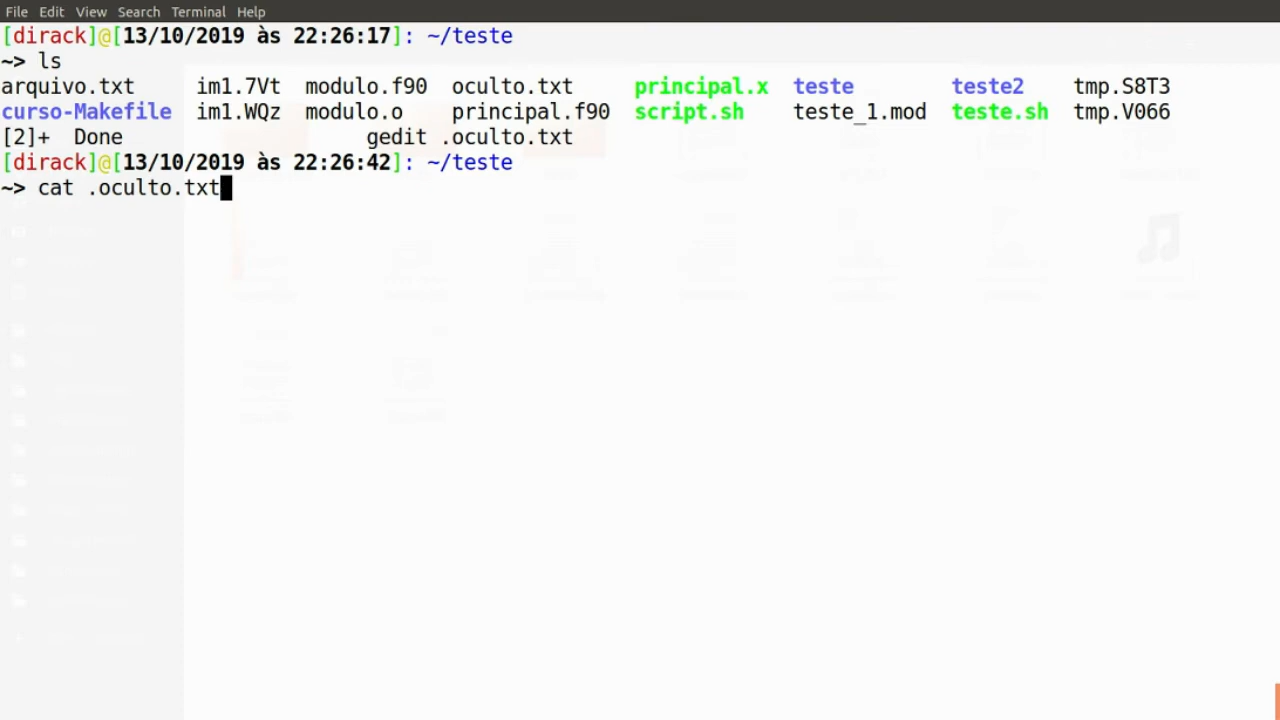 File Edit View Search Terminal Help
[dirack]@[13/10/2019 às 22:26:17]: ~/teste
~> ls
arquivo.txt im1.7Vt modulo.f90 oculto.txt principal.x teste teste2 tmp.S8T3
curso-Makefile im1.WQz modulo.o principal.f90 script.sh teste_1.mod teste.sh tmp.V066
[2]+ Done gedit .oculto.txt
[dirack]@[13/10/2019 às 22:26:42]: ~/teste
~> cat .oculto.txt